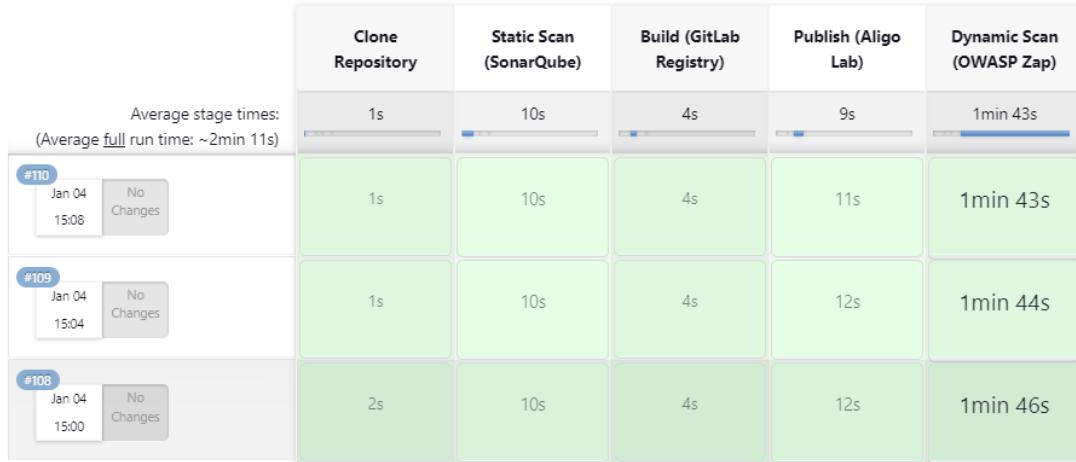 Clone
Repository
Static Scan
(SonarQube)
Build (GitLab
Registry)
Publish (Aligo
Lab)
Dynamic Scan
(OWASP Zap)
Average stage times:
(Average full run time: ~2min 11s)
1s
10s
4s
9s
1min 43s
#110
Jan 04
15:08
No
Changes
1s
10s
4s
11s
1min 43s
#109
Jan 04
15:04
No
Changes
1s
10s
4s
12s
1min 44s
#108
Jan 04
15:00
No
Changes
2s
10s
4s
12s
1min 46s